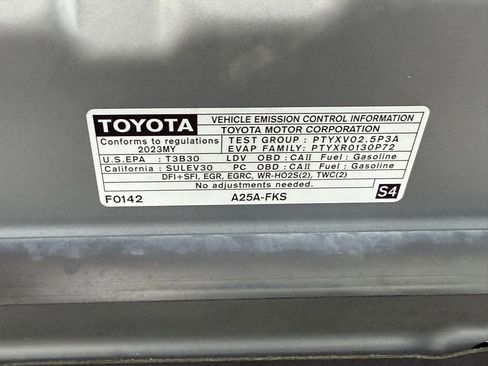 TOYOTA VEHICLE EMISSION CONTROL INFORMATION
TOYOTA MOTOR CORPORATION
Conforms to regulations TEST GROUP : PTYXV02.5P3A
2023MY EVAP FAMILY: PTYXR0130P72
U.S.EPA : T3B30 LDV OBD : CAII Fuel : Gasoline
California : SULEV30 PC OBD : CAII Fuel : Gasoline
DFI+SFI, EGR, EGRC, WR-HO2S(2), TWC(2)
No adjustments needed.
F0142 A25A-FKS S4